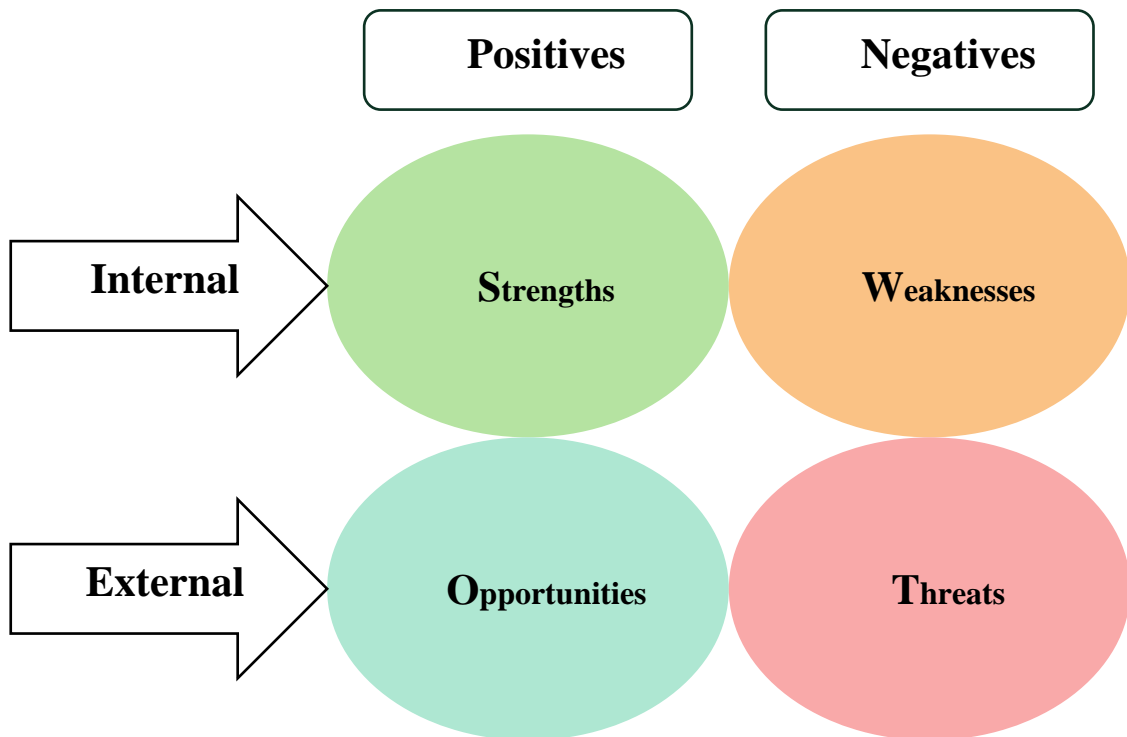 Positives
Negatives
Internal
Strengths
Weaknesses
External
Opportunities
Threats